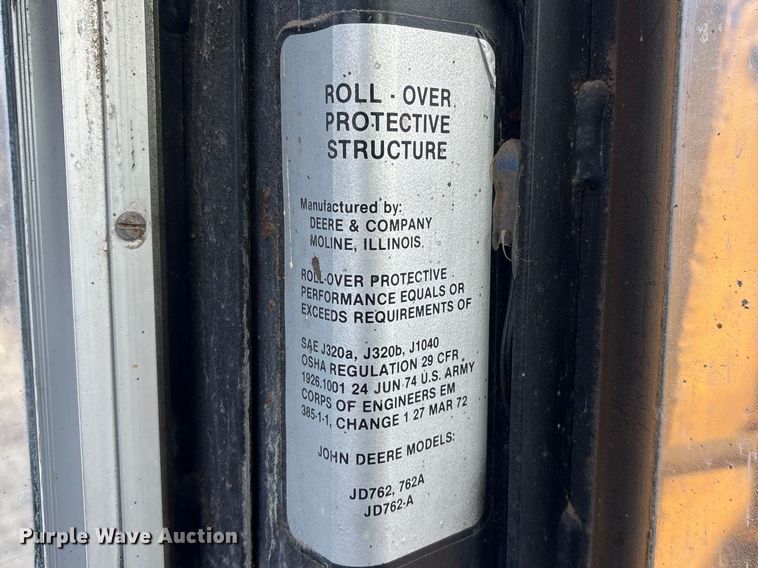 ROLL - OVER
PROTECTIVE
STRUCTURE
Manufactured by:
DEERE & COMPANY
MOLINE, ILLINOIS
ROLL-OVER PROTECTIVE
PERFORMANCE EQUALS OR
EXCEEDS REQUIREMENTS OF
SAE J320a, J320b, J1040
OSHA REGULATION 29 CFR
1926.1001 24 JUN 74 U.S. ARMY
CORPS OF ENGINEERS EM
385-1-1, CHANGE 1 27 MAR 72
JOHN DEERE MODELS:
JD762, 762A
JD762-A
Purple Wave Auction